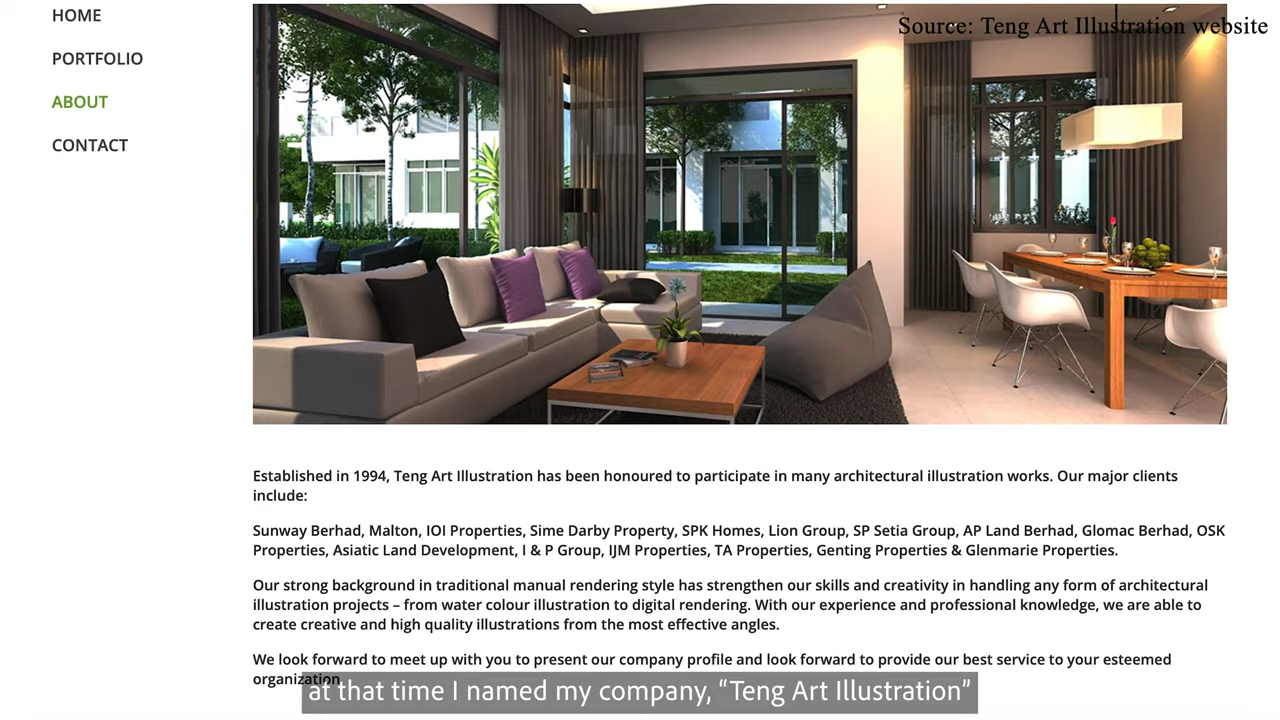 HOME
PORTFOLIO
ABOUT
CONTACT
Source: Teng Art Illustration website
Established in 1994, Teng Art Illustration has been honoured to participate in many architectural illustration works. Our major clients
include:
Sunway Berhad, Malton, IOI Properties, Sime Darby Property, SPK Homes, Lion Group, SP Setia Group, AP Land Berhad, Glomac Berhad, OSK
Properties, Asiatic Land Development, I & P Group, IJM Properties, TA Properties, Genting Properties & Glenmarie Properties.
Our strong background in traditional manual rendering style has strengthen our skills and creativity in handling any form of architectural
illustration projects – from water colour illustration to digital rendering. With our experience and professional knowledge, we are able to
create creative and high quality illustrations from the most effective angles.
We look forward to meet up with you to present our company profile and look forward to provide our best service to your esteemed
organization
at that time I named my company, “Teng Art Illustration”